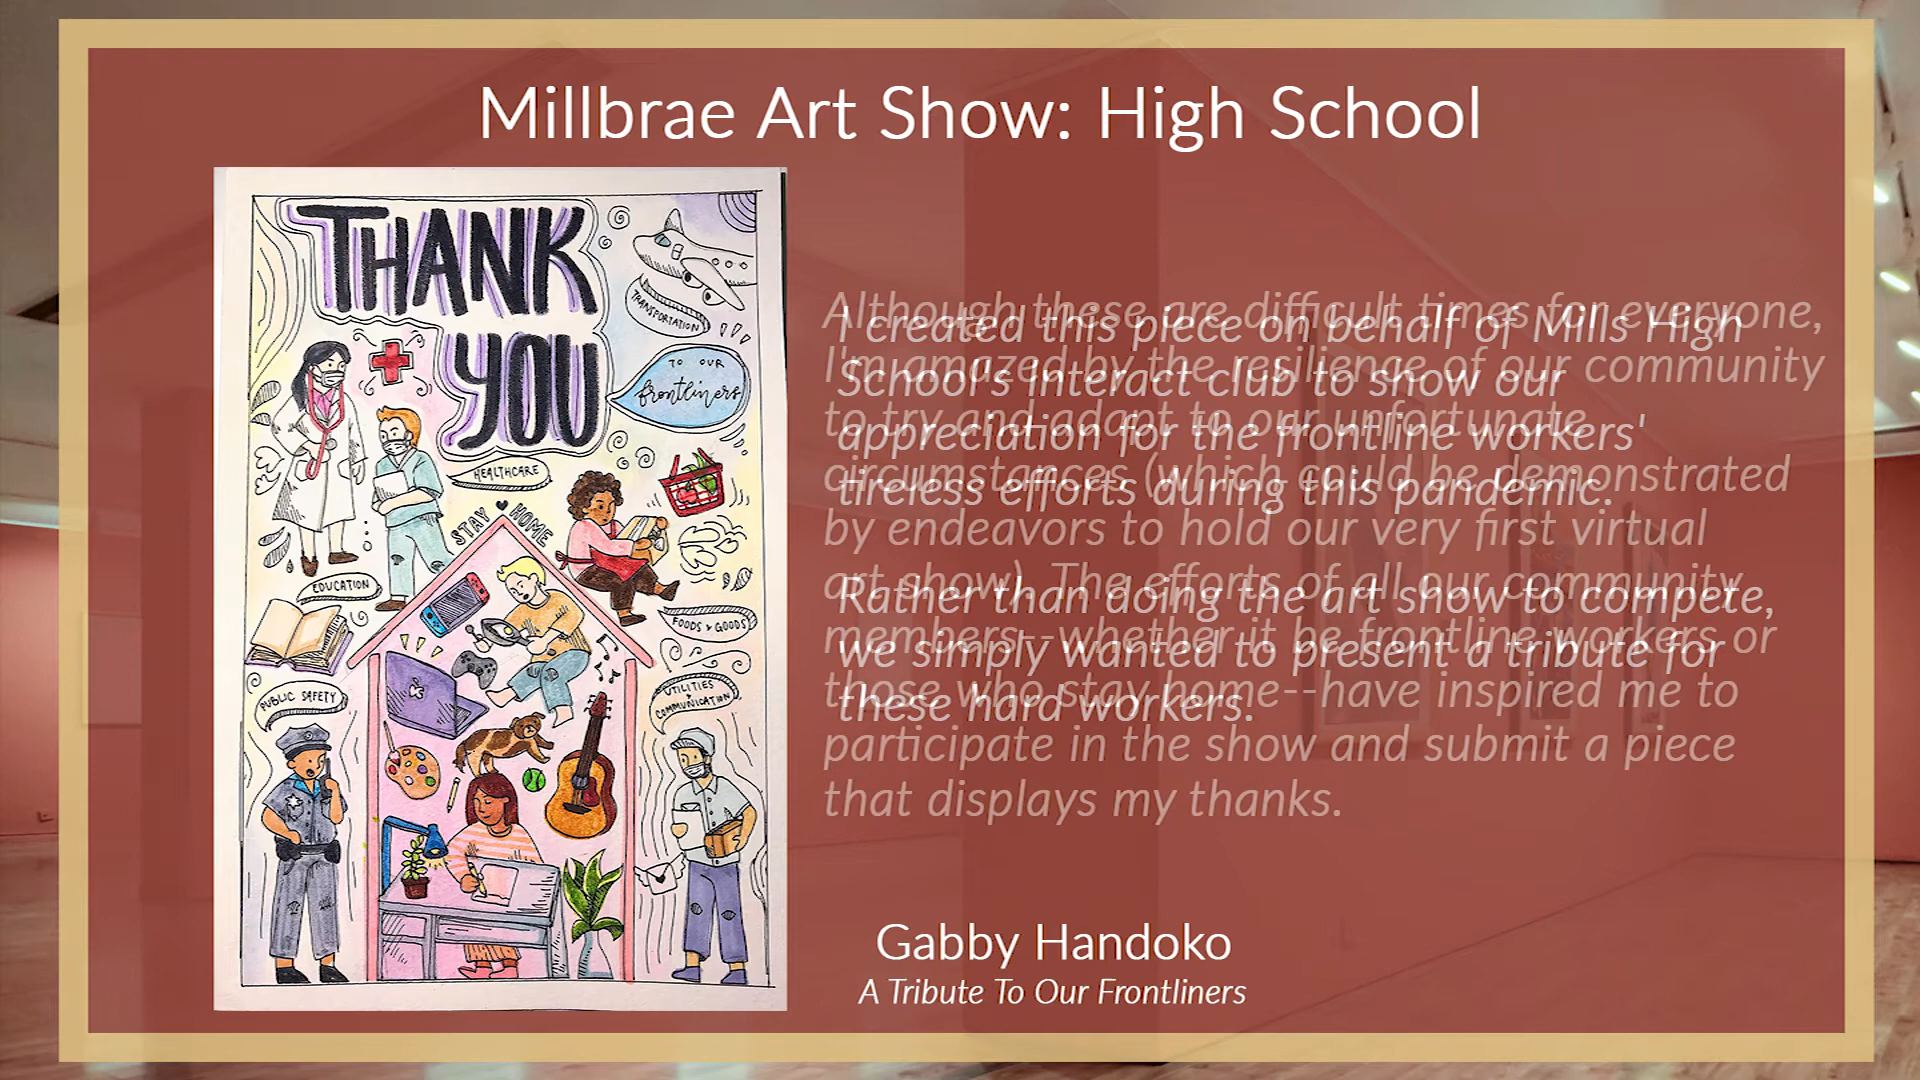 Millbrae Art Show: High School
THANK
YOU
TRANSPORTATION
TO OUR
frontliners
HEALTHCARE
STAY HOME
EDUCATION
FOODS & GOODS
PUBLIC SAFETY
UTILITIES
&
COMMUNICATION
Although these are difficult times for everyone,
I'm amazed by the resilience of our community
to try and adapt to our unfortunate
circumstances (which could be demonstrated
by endeavors to hold our very first virtual
art show). The efforts of all our community
members--whether it be frontline workers or
those who stay home--have inspired me to
participate in the show and submit a piece
that displays my thanks.
I created this piece on behalf of Mills High
School's Interact club to show our
appreciation for the frontline workers'
tireless efforts during this pandemic.
Rather than doing the art show to compete,
we simply wanted to present a tribute for
these hard workers.
Gabby Handoko
A Tribute To Our Frontliners